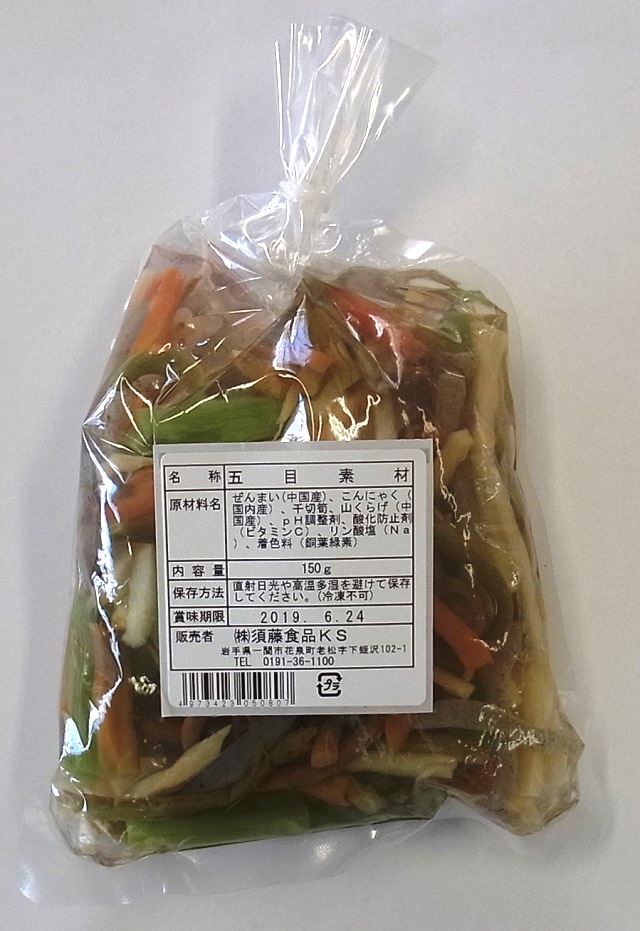 名称 五目素材
原材料名 ぜんまい(中国産)、こんにゃく(
国内産)、千切筍、山くらげ(中
国産)、pH調整剤、酸化防止剤
(ビタミンC) リン酸塩(Na
)、着色料(銅葉緑素)
内容量 150g
保存方法 直射日光や高温多湿を避けて保存
してください。(冷凍不可)
賞味期限 2019. 6.24
販売者 ㈱須藤食品KS
岩手県一関市花泉町老松字下蛭沢102-1
TEL 0191-36-1100
4973423050807
プラ